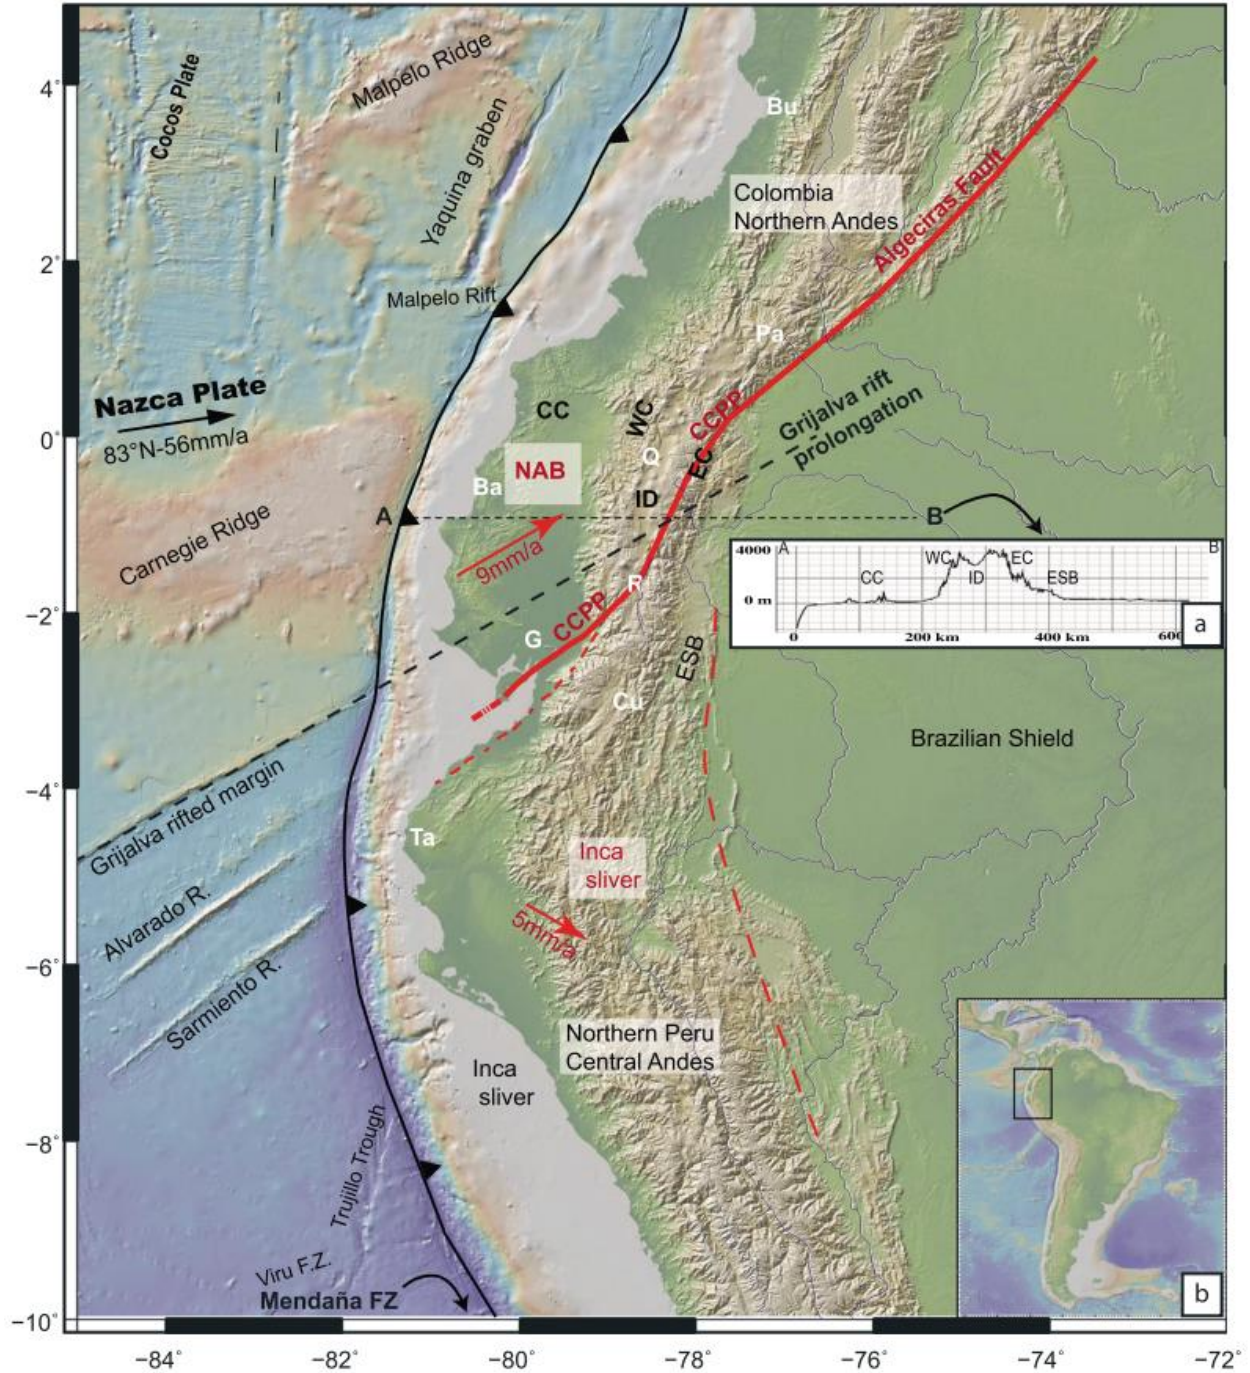 4°
2°
0°
−2°
−4°
−6°
−8°
−10°
−84°
−82°
−80°
−78°
−76°
−74°
−72°
Cocos Plate
Malpelo Ridge
Yaquina graben
Malpelo Rift
Bu
Colombia
Northern Andes
Algeciras Fault
Pa
Nazca Plate
83°N-56mm/a
CC
WC
CCPP
Grijalva rift
prolongation
Q
EC
NAB
Ba
ID
Carnegie Ridge
A
B
9mm/a
R
CCPP
G
ESB
Cu
4000
A
B
WC
EC
CC
ID
ESB
0 m
0
200 km
400 km
600
a
Brazilian Shield
Grijalva rifted margin
Ta
Inca
sliver
5mm/a
Alvarado R.
Sarmiento R.
Northern Peru
Central Andes
Inca
sliver
Trujillo Trough
Viru F.Z.
Mendaña FZ
b